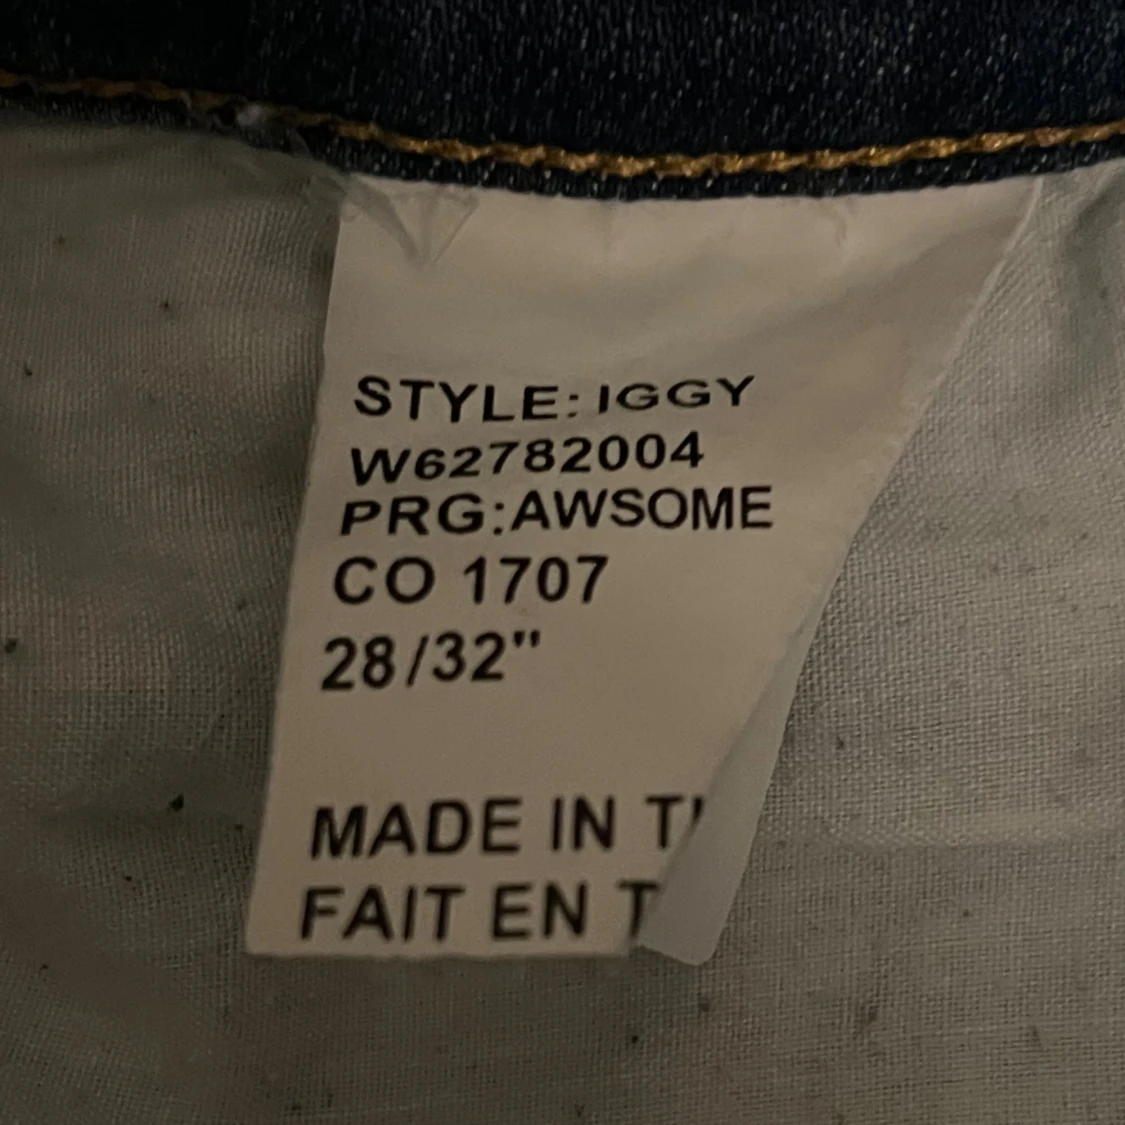 STYLE: IGGY
W62782004
PRG:AWSOME
CO 1707
28/32"
MADE IN
FAIT EN